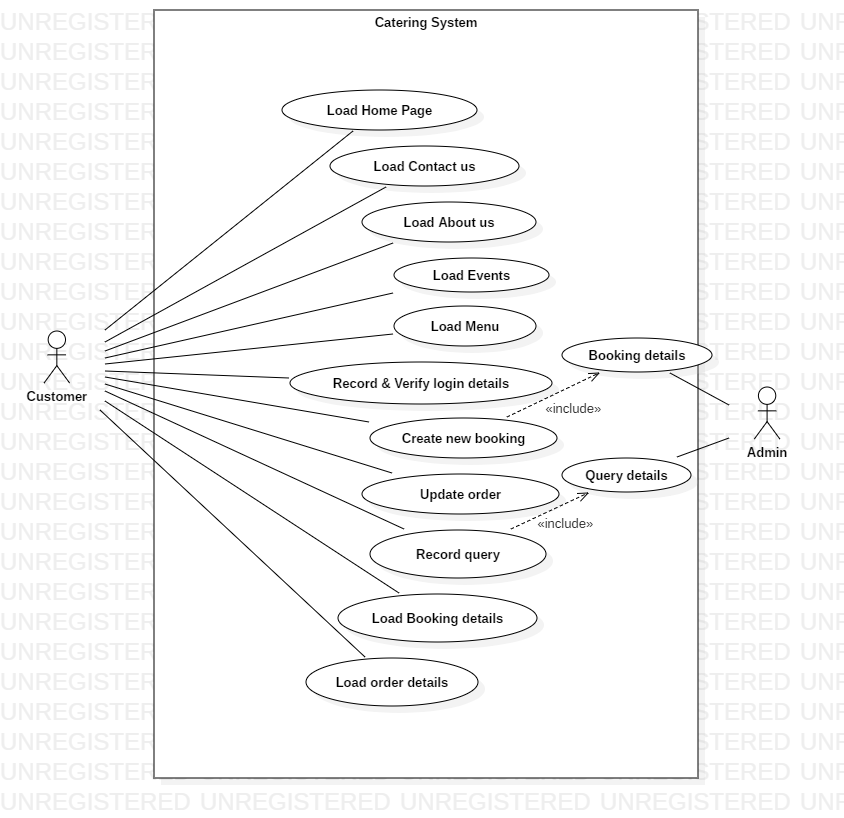 Catering System
Load Home Page
Load Contact us
Load About us
Load Events
Load Menu
Booking details
Record & Verify login details
Customer
«include»
Create new booking
Admin
Query details
Update order
«include»
Record query
Load Booking details
Load order details
UNREGISTERED UNREGISTERED UNREGISTERED UNREGISTERED UNR